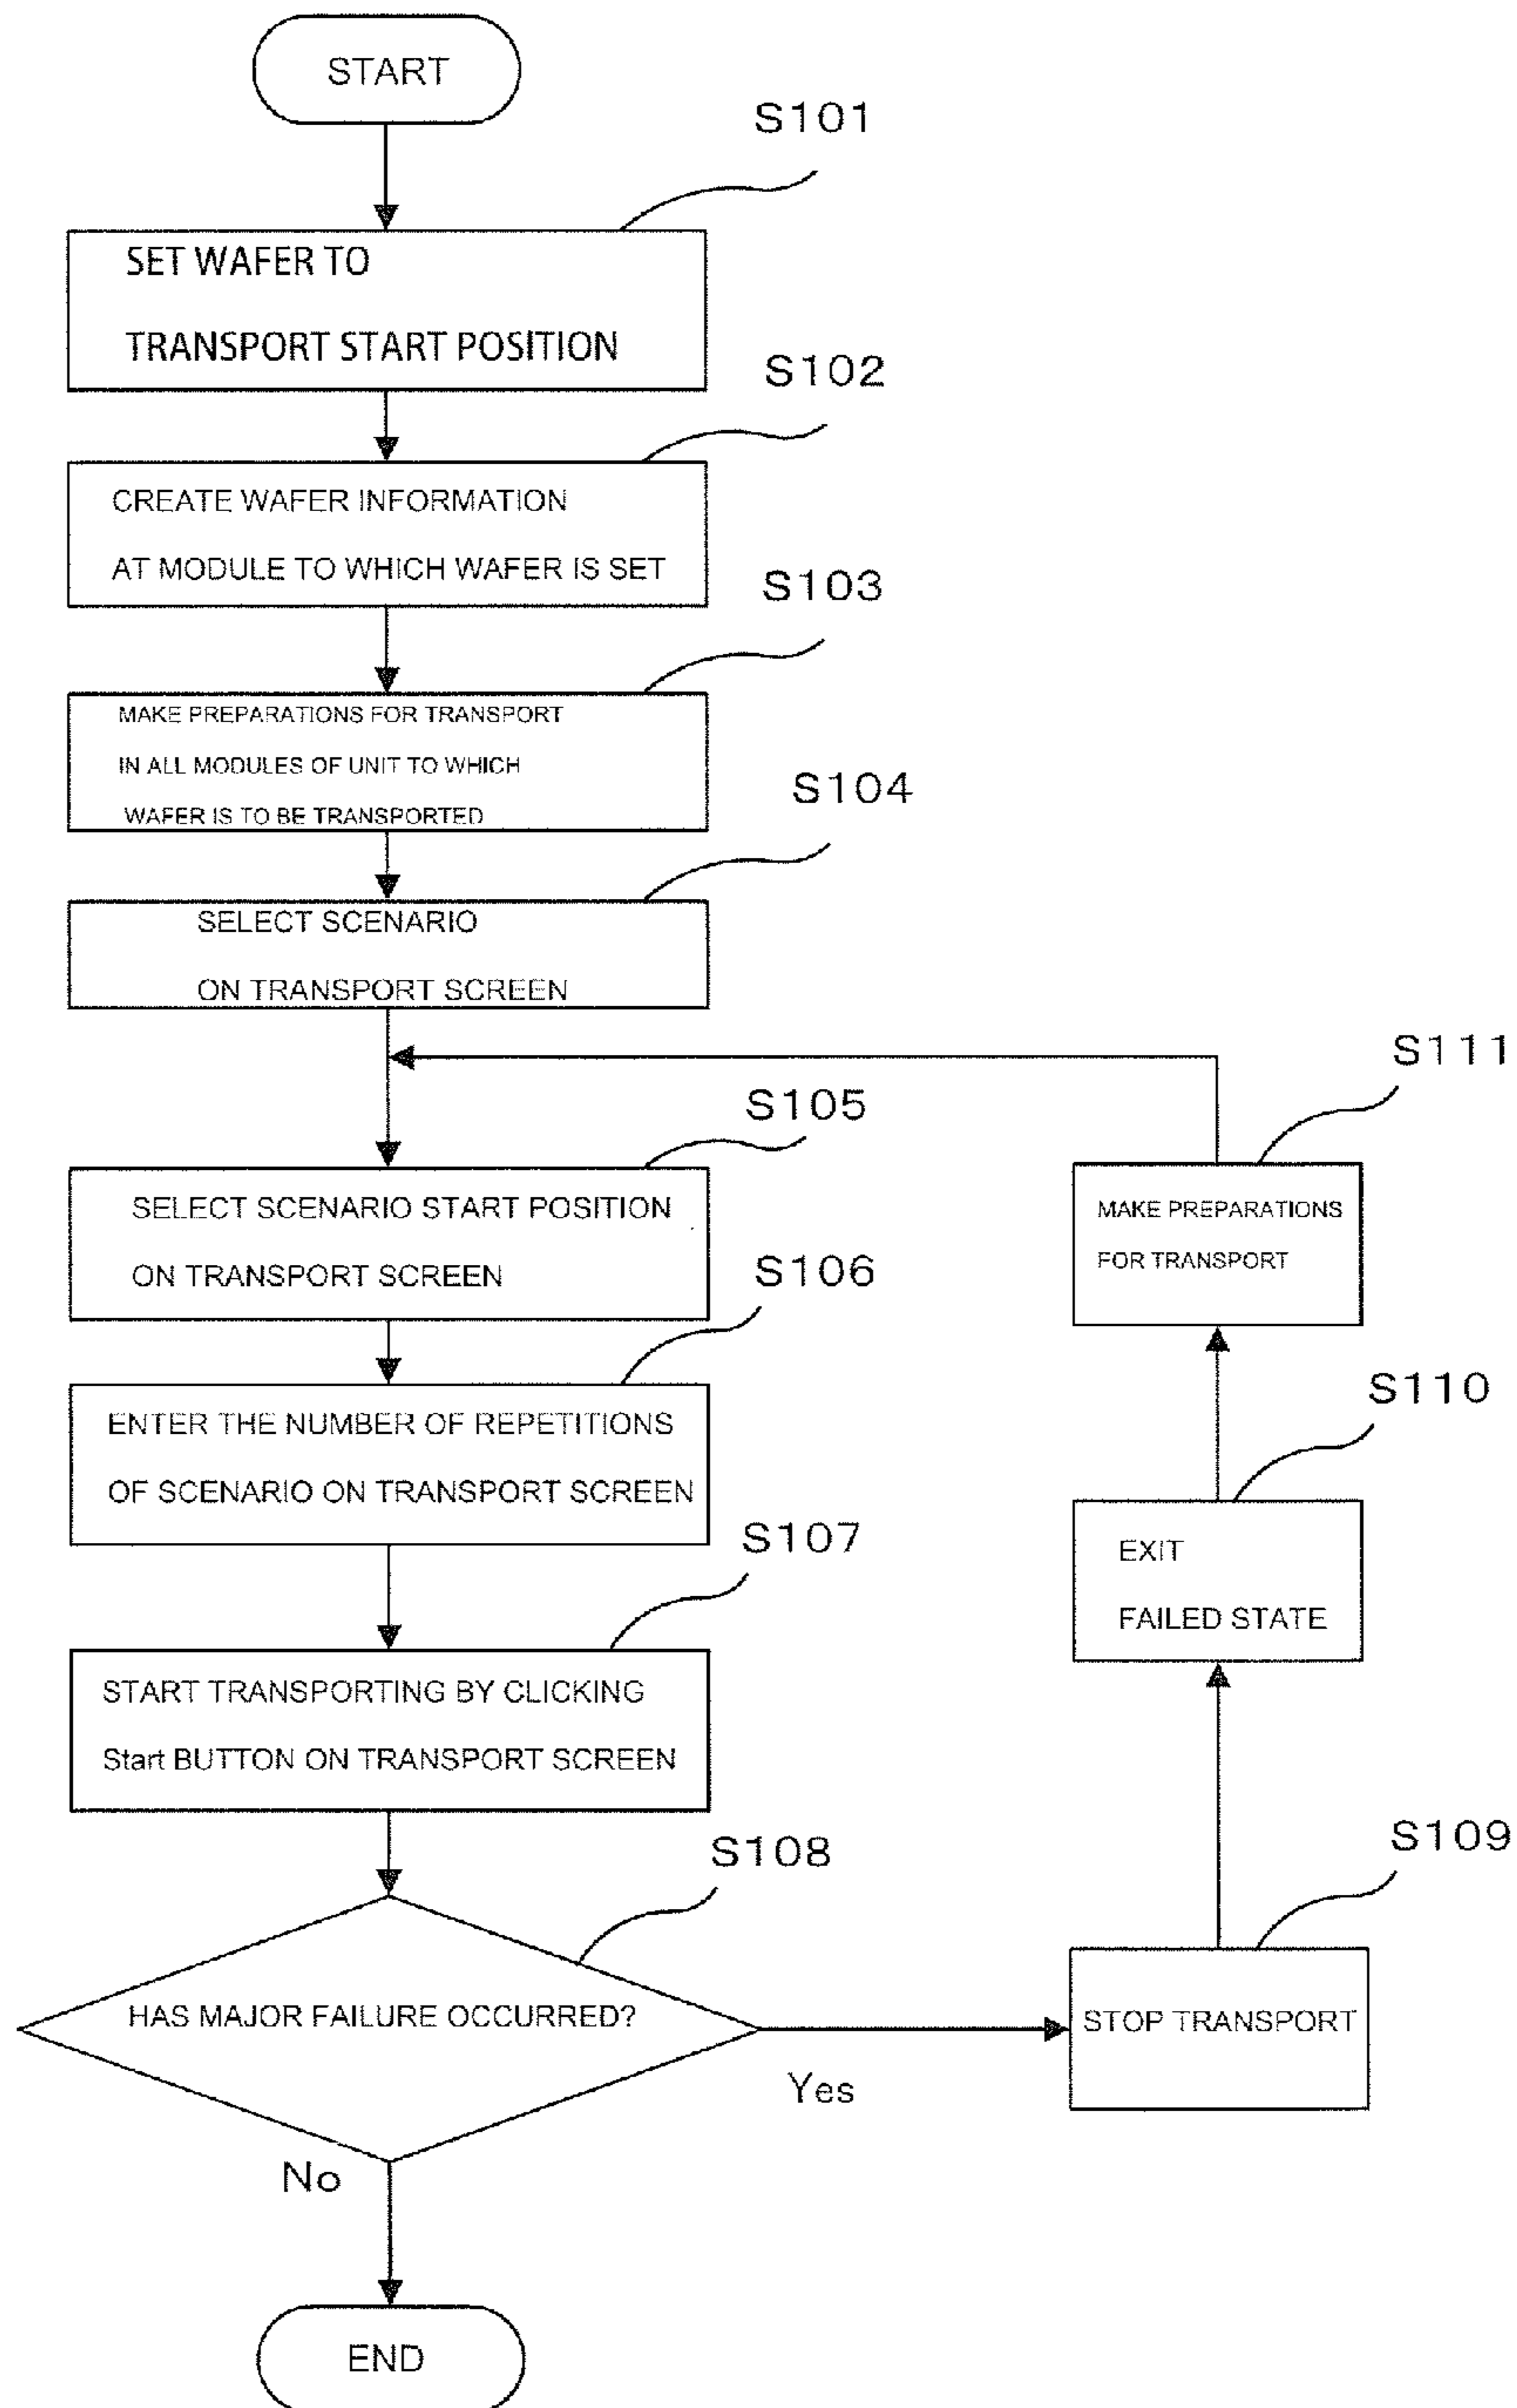 START
S101
SET WAFER TO
TRANSPORT START POSITION
S102
CREATE WAFER INFORMATION
AT MODULE TO WHICH WAFER IS SET
S103
MAKE PREPARATIONS FOR TRANSPORT
IN ALL MODULES OF UNIT TO WHICH
WAFER IS TO BE TRANSPORTED
S104
SELECT SCENARIO
ON TRANSPORT SCREEN
S105
SELECT SCENARIO START POSITION
ON TRANSPORT SCREEN
S106
ENTER THE NUMBER OF REPETITIONS
OF SCENARIO ON TRANSPORT SCREEN
S107
START TRANSPORTING BY CLICKING
Start BUTTON ON TRANSPORT SCREEN
S108
HAS MAJOR FAILURE OCCURRED?
Yes
No
S109
STOP TRANSPORT
S110
EXIT
FAILED STATE
S111
MAKE PREPARATIONS
FOR TRANSPORT
END